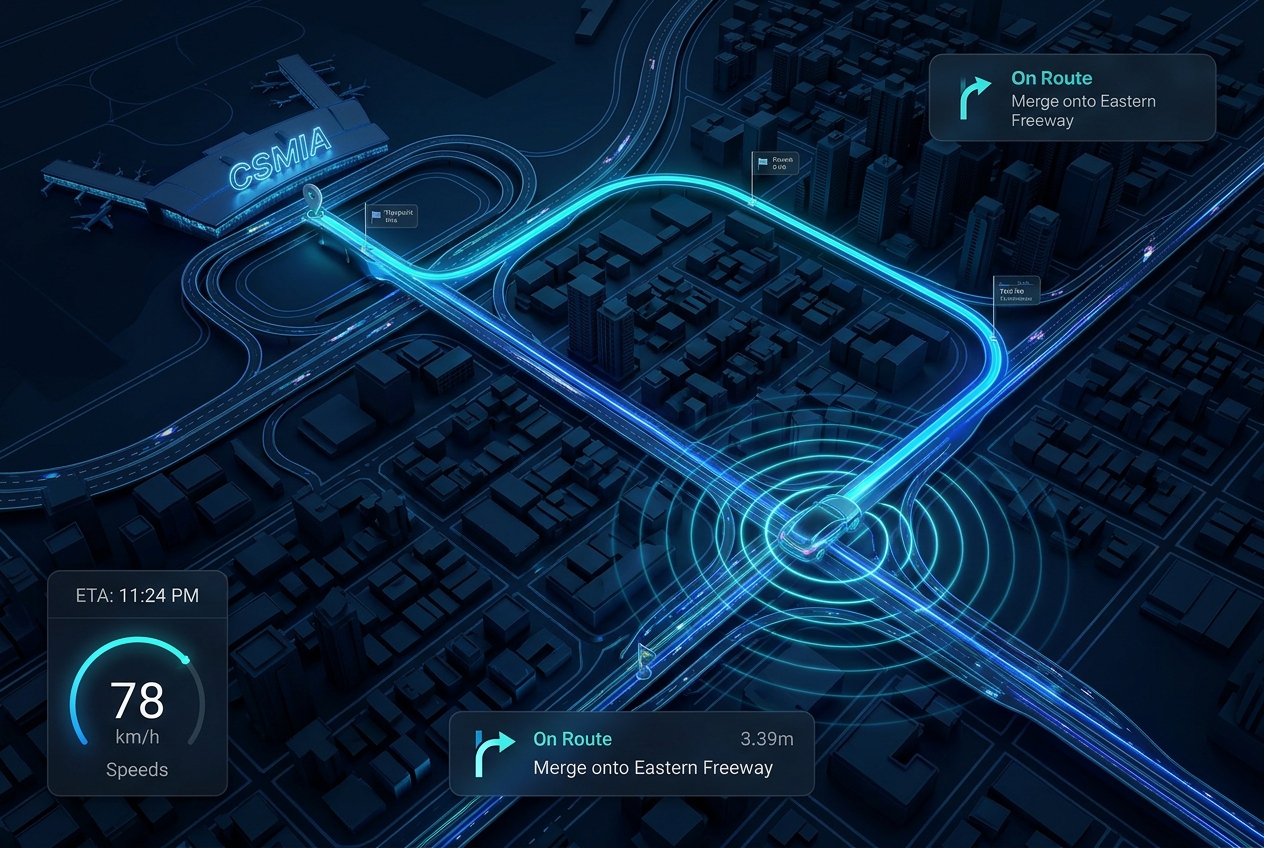 On Route
Merge onto Eastern
Freeway
CSMIA
ETA: 11:24 PM
78
km/h
Speeds
On Route 3.39m
Merge onto Eastern Freeway